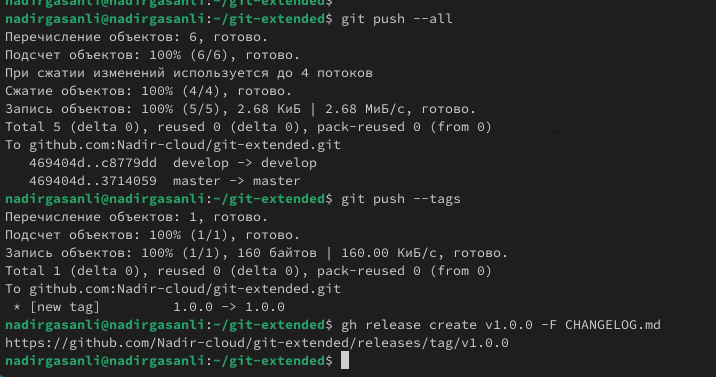 nadirgasanli@nadirgasanli:~/git-extended$ git push --all
Перечисление объектов: 6, готово.
Подсчет объектов: 100% (6/6), готово.
При сжатии изменений используется до 4 потоков
Сжатие объектов: 100% (4/4), готово.
Запись объектов: 100% (5/5), 2.68 КиБ | 2.68 МиБ/с, готово.
Total 5 (delta 0), reused 0 (delta 0), pack-reused 0 (from 0)
To github.com:Nadir-cloud/git-extended.git
   469404d..c8779dd  develop -> develop
   469404d..3714059  master -> master
nadirgasanli@nadirgasanli:~/git-extended$ git push --tags
Перечисление объектов: 1, готово.
Подсчет объектов: 100% (1/1), готово.
Запись объектов: 100% (1/1), 160 байтов | 160.00 КиБ/с, готово.
Total 1 (delta 0), reused 0 (delta 0), pack-reused 0 (from 0)
To github.com:Nadir-cloud/git-extended.git
 * [new tag]         1.0.0 -> 1.0.0
nadirgasanli@nadirgasanli:~/git-extended$ gh release create v1.0.0 -F CHANGELOG.md
https://github.com/Nadir-cloud/git-extended/releases/tag/v1.0.0
nadirgasanli@nadirgasanli:~/git-extended$